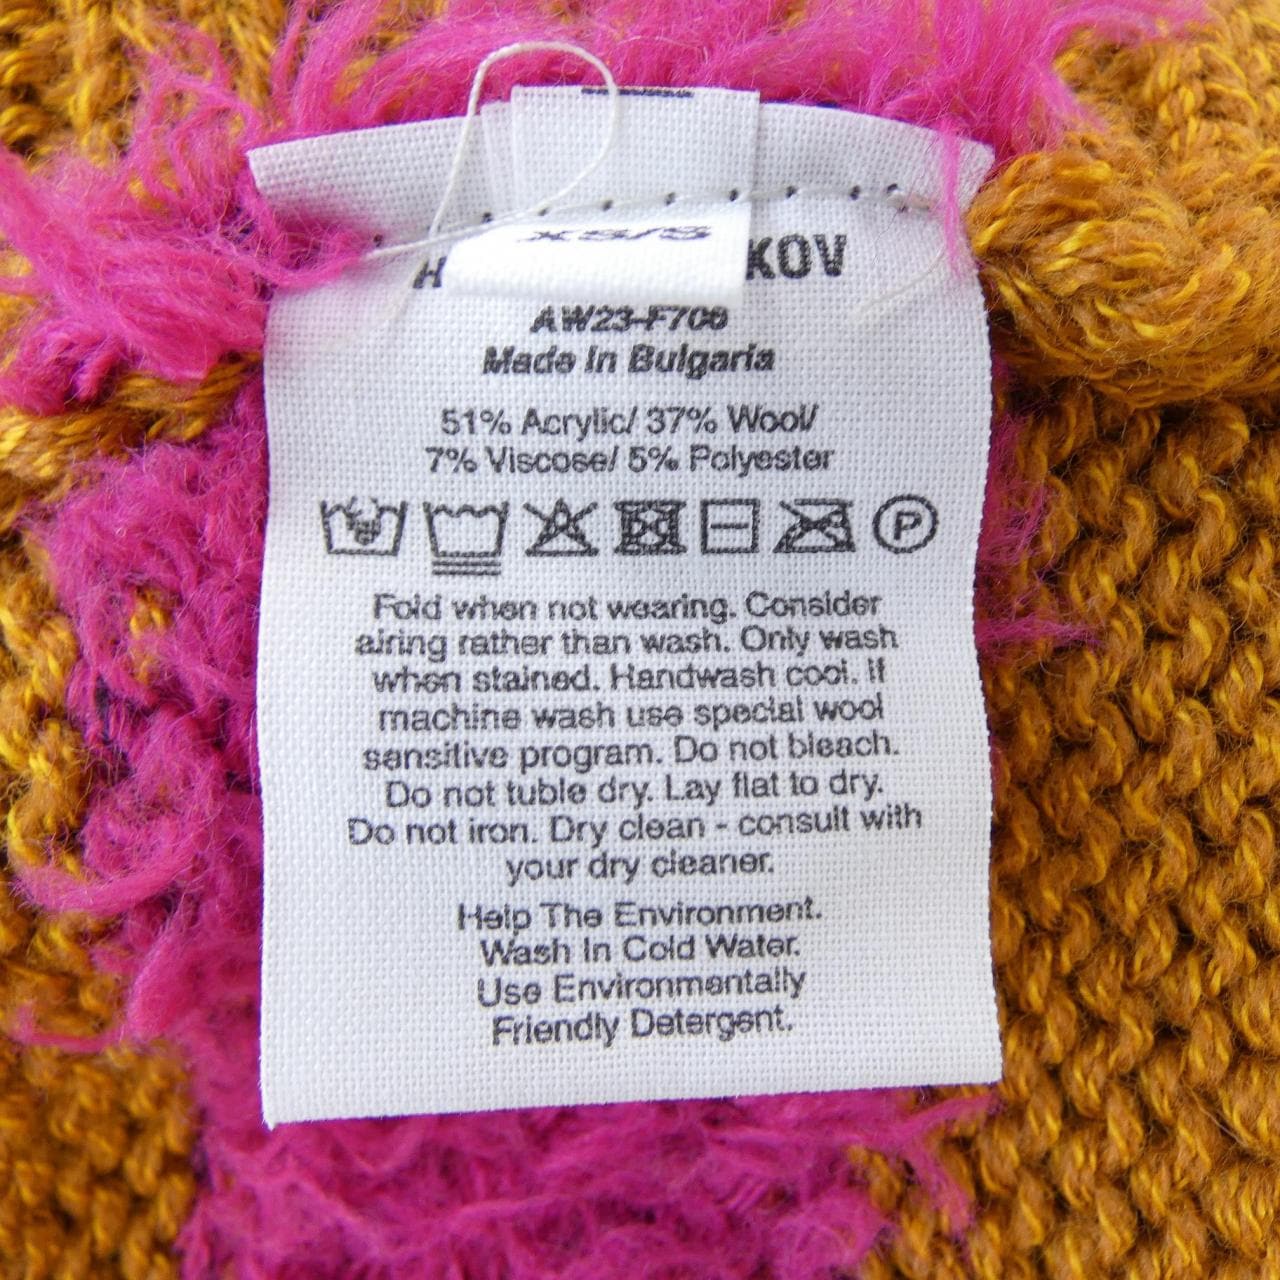 XS/S
H KOV
AW23-F706
Made In Bulgaria
51% Acrylic/ 37% Wool/
7% Viscose/ 5% Polyester
P
Fold when not wearing. Consider
airing rather than wash. Only wash
when stained. Handwash cool. If
machine wash use special wool
sensitive program. Do not bleach.
Do not tuble dry. Lay flat to dry.
Do not iron. Dry clean - consult with
your dry cleaner.
Help The Environment.
Wash In Cold Water.
Use Environmentally
Friendly Detergent.